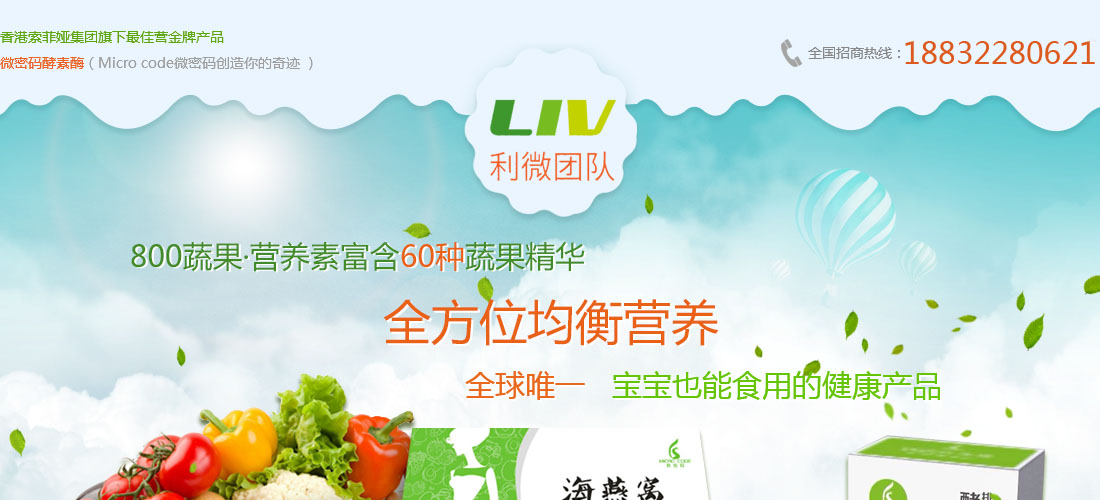 香港索菲娅集团旗下最佳营金牌产品
微密码酵素酶（Micro code微密码创造你的奇迹 ）
全国招商热线：18832280621
LIV
利微团队
800蔬果·营养素富含60种蔬果精华
全方位均衡营养
全球唯一 宝宝也能食用的健康产品
MICRO CODE
海燕窝